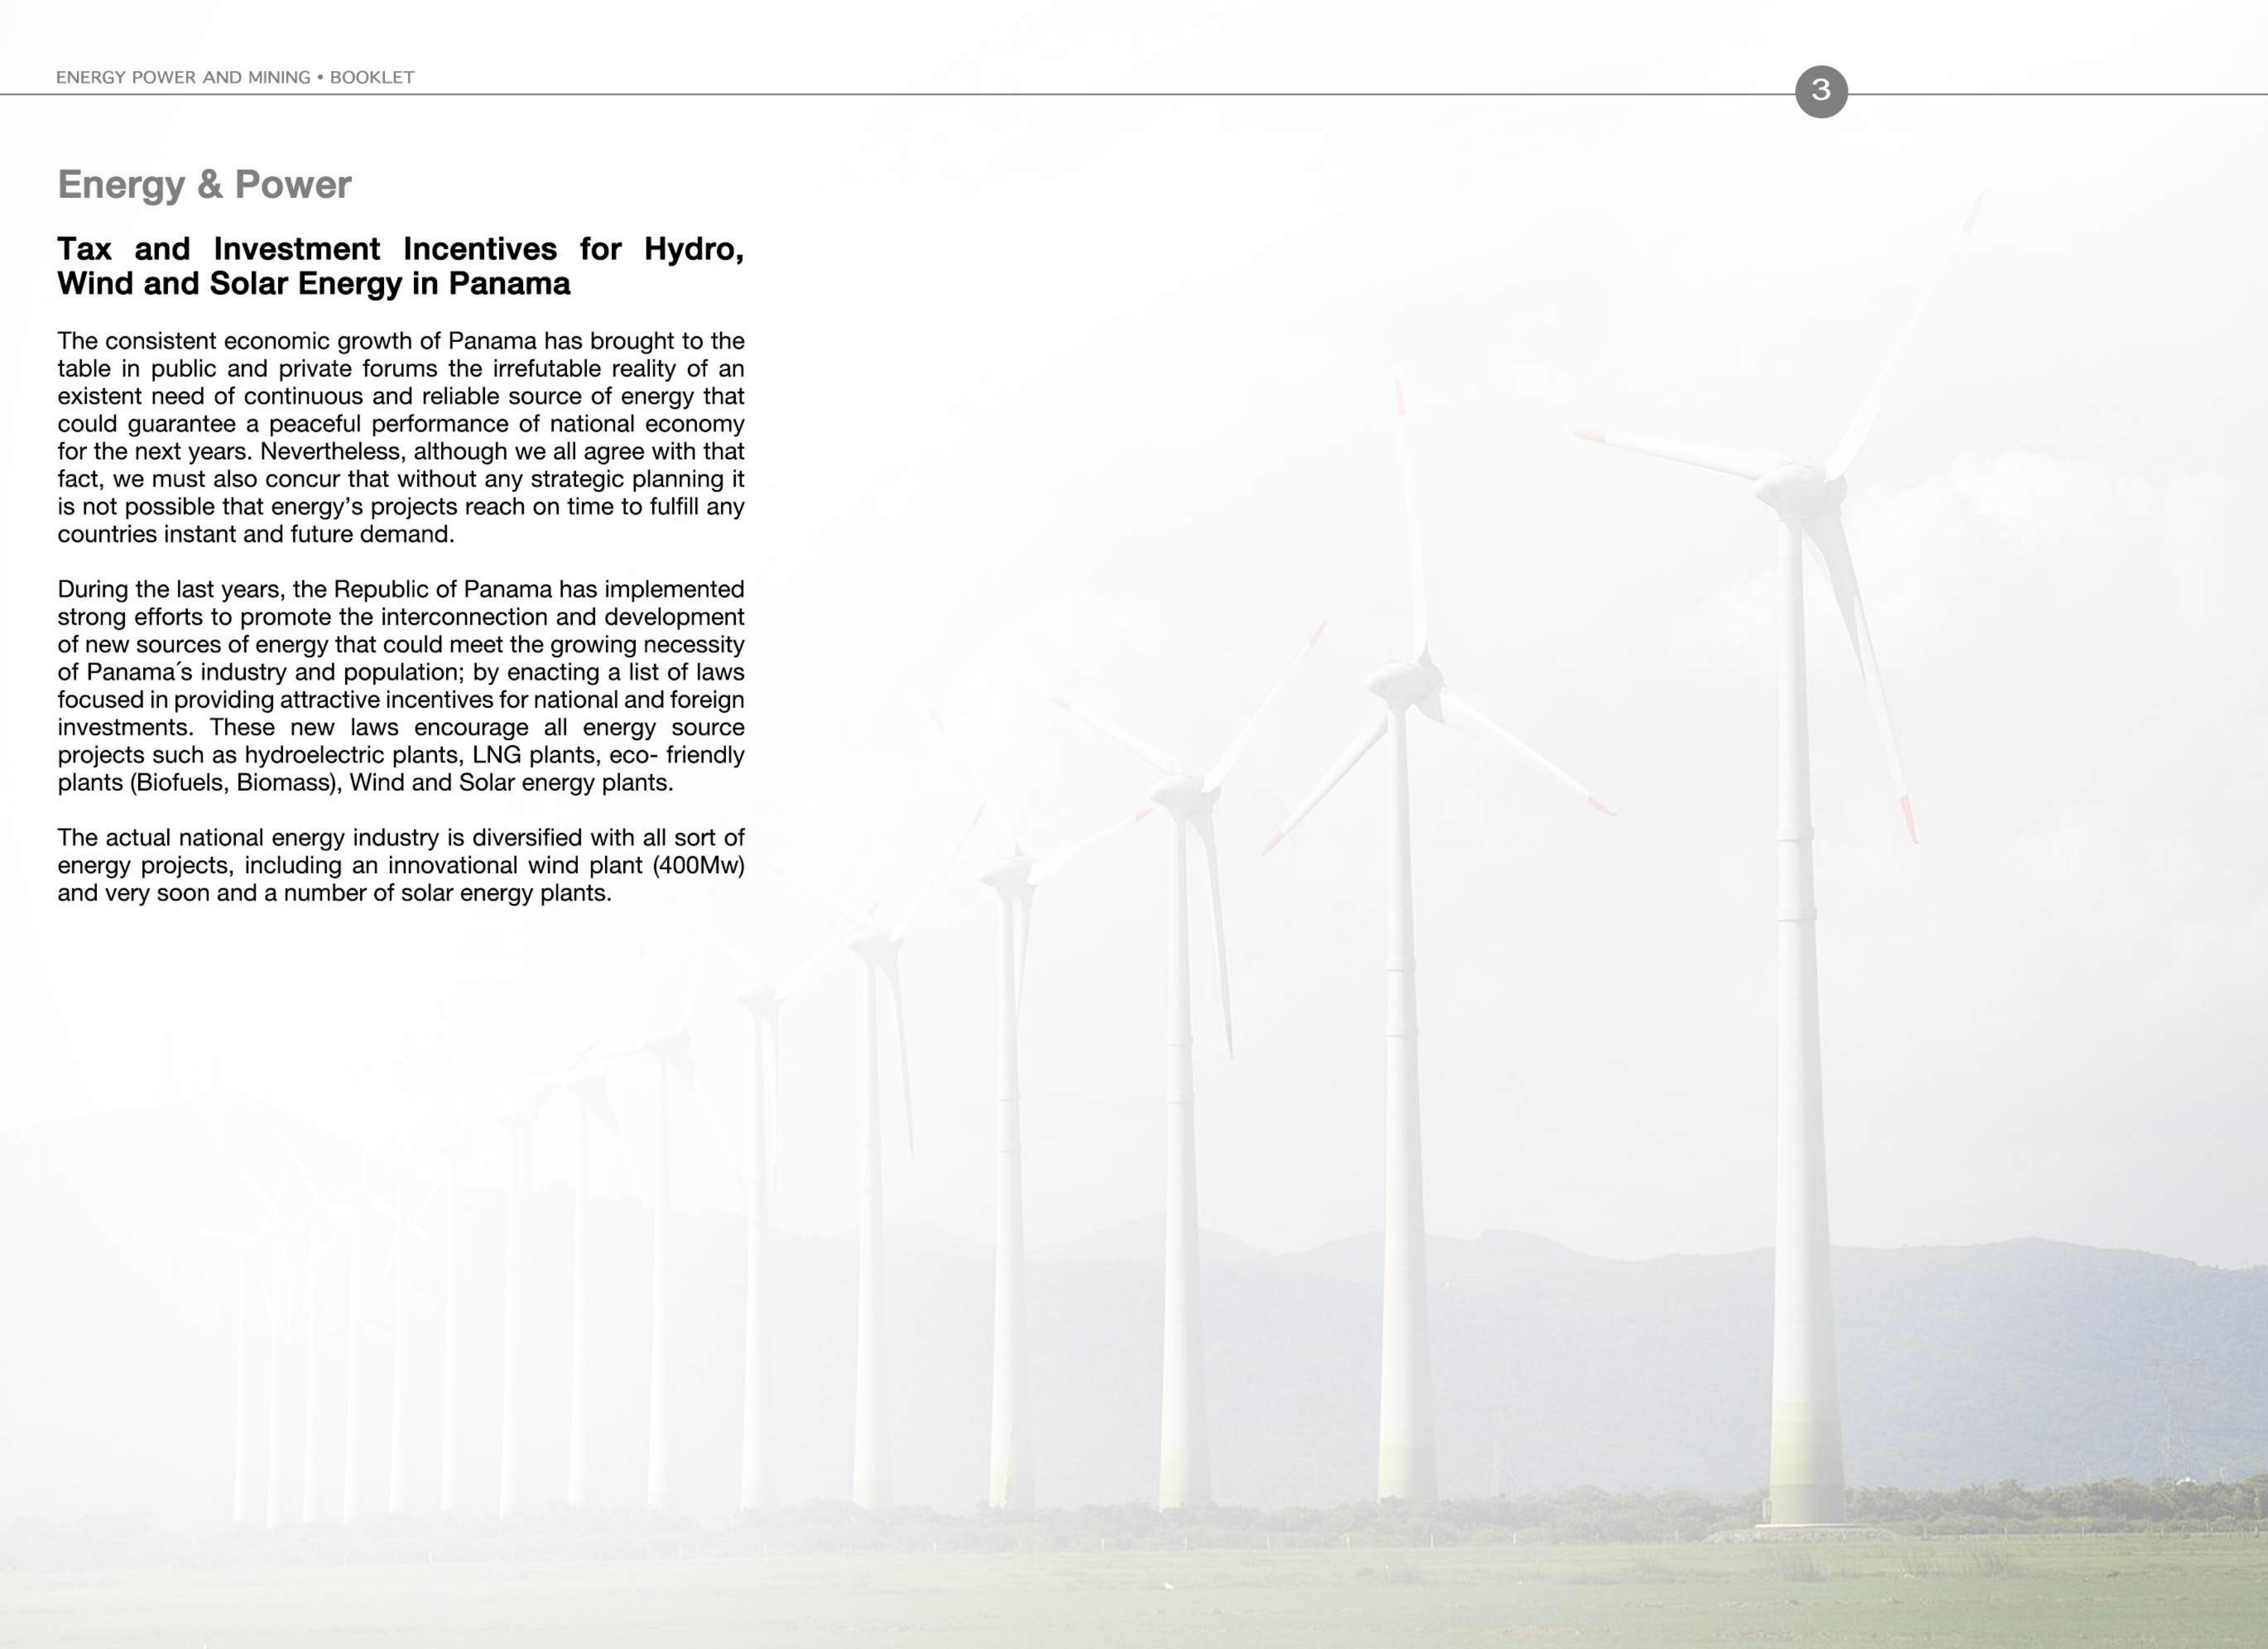 ENERGY POWER AND MINING • BOOKLET
3
Energy & Power
Tax and Investment Incentives for Hydro,
Wind and Solar Energy in Panama
The consistent economic growth of Panama has brought to the
table in public and private forums the irrefutable reality of an
existent need of continuous and reliable source of energy that
could guarantee a peaceful performance of national economy
for the next years. Nevertheless, although we all agree with that
fact, we must also concur that without any strategic planning it
is not possible that energy’s projects reach on time to fulfill any
countries instant and future demand.
During the last years, the Republic of Panama has implemented
strong efforts to promote the interconnection and development
of new sources of energy that could meet the growing necessity
of Panama´s industry and population; by enacting a list of laws
focused in providing attractive incentives for national and foreign
investments. These new laws encourage all energy source
projects such as hydroelectric plants, LNG plants, eco- friendly
plants (Biofuels, Biomass), Wind and Solar energy plants.
The actual national energy industry is diversified with all sort of
energy projects, including an innovational wind plant (400Mw)
and very soon and a number of solar energy plants.